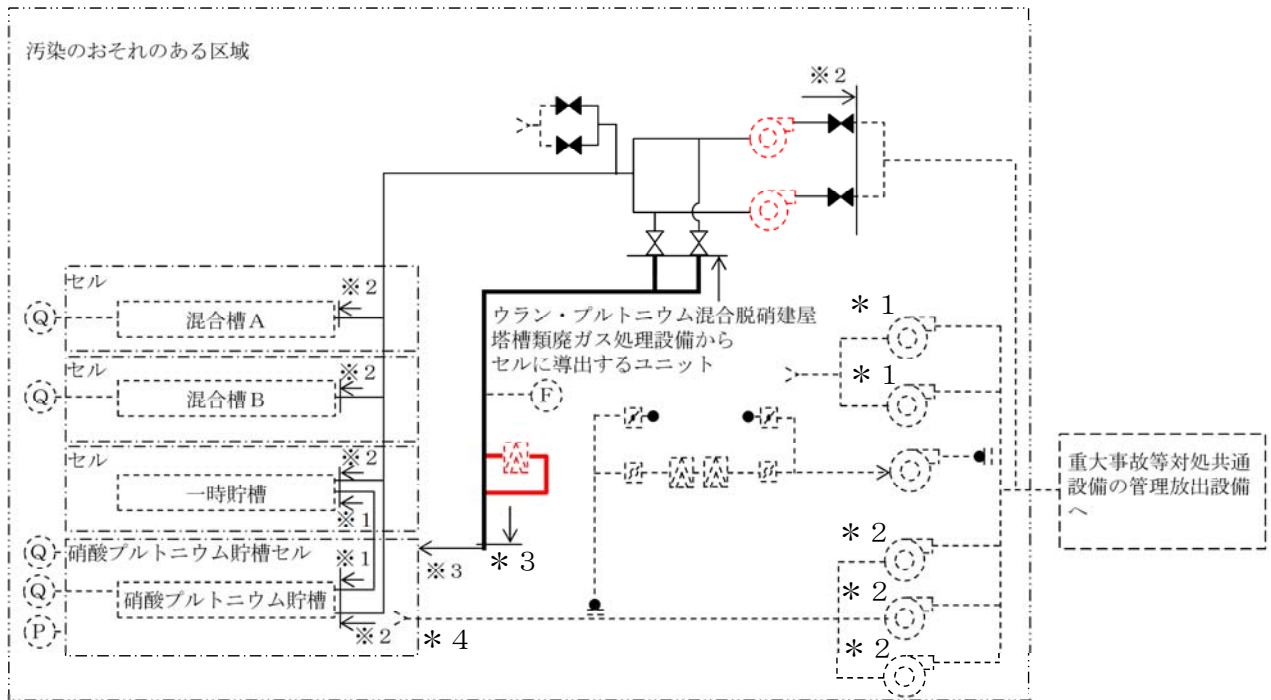 汚染のおそれのある区域
※2
セル
※2
Q
混合槽A
ウラン・プルトニウム混合脱硝建屋
塔槽類廃ガス処理設備から
セルに導出するユニット
*1
セル
※2
Q
混合槽B
F
*1
セル
※2
一時貯槽
※1
重大事故等対処共通
設備の管理放出設備
へ
Q
硝酸プルトニウム貯槽セル
※1
※3
*3
*2
Q
硝酸プルトニウム貯槽
*2
P
※2
*4
*2